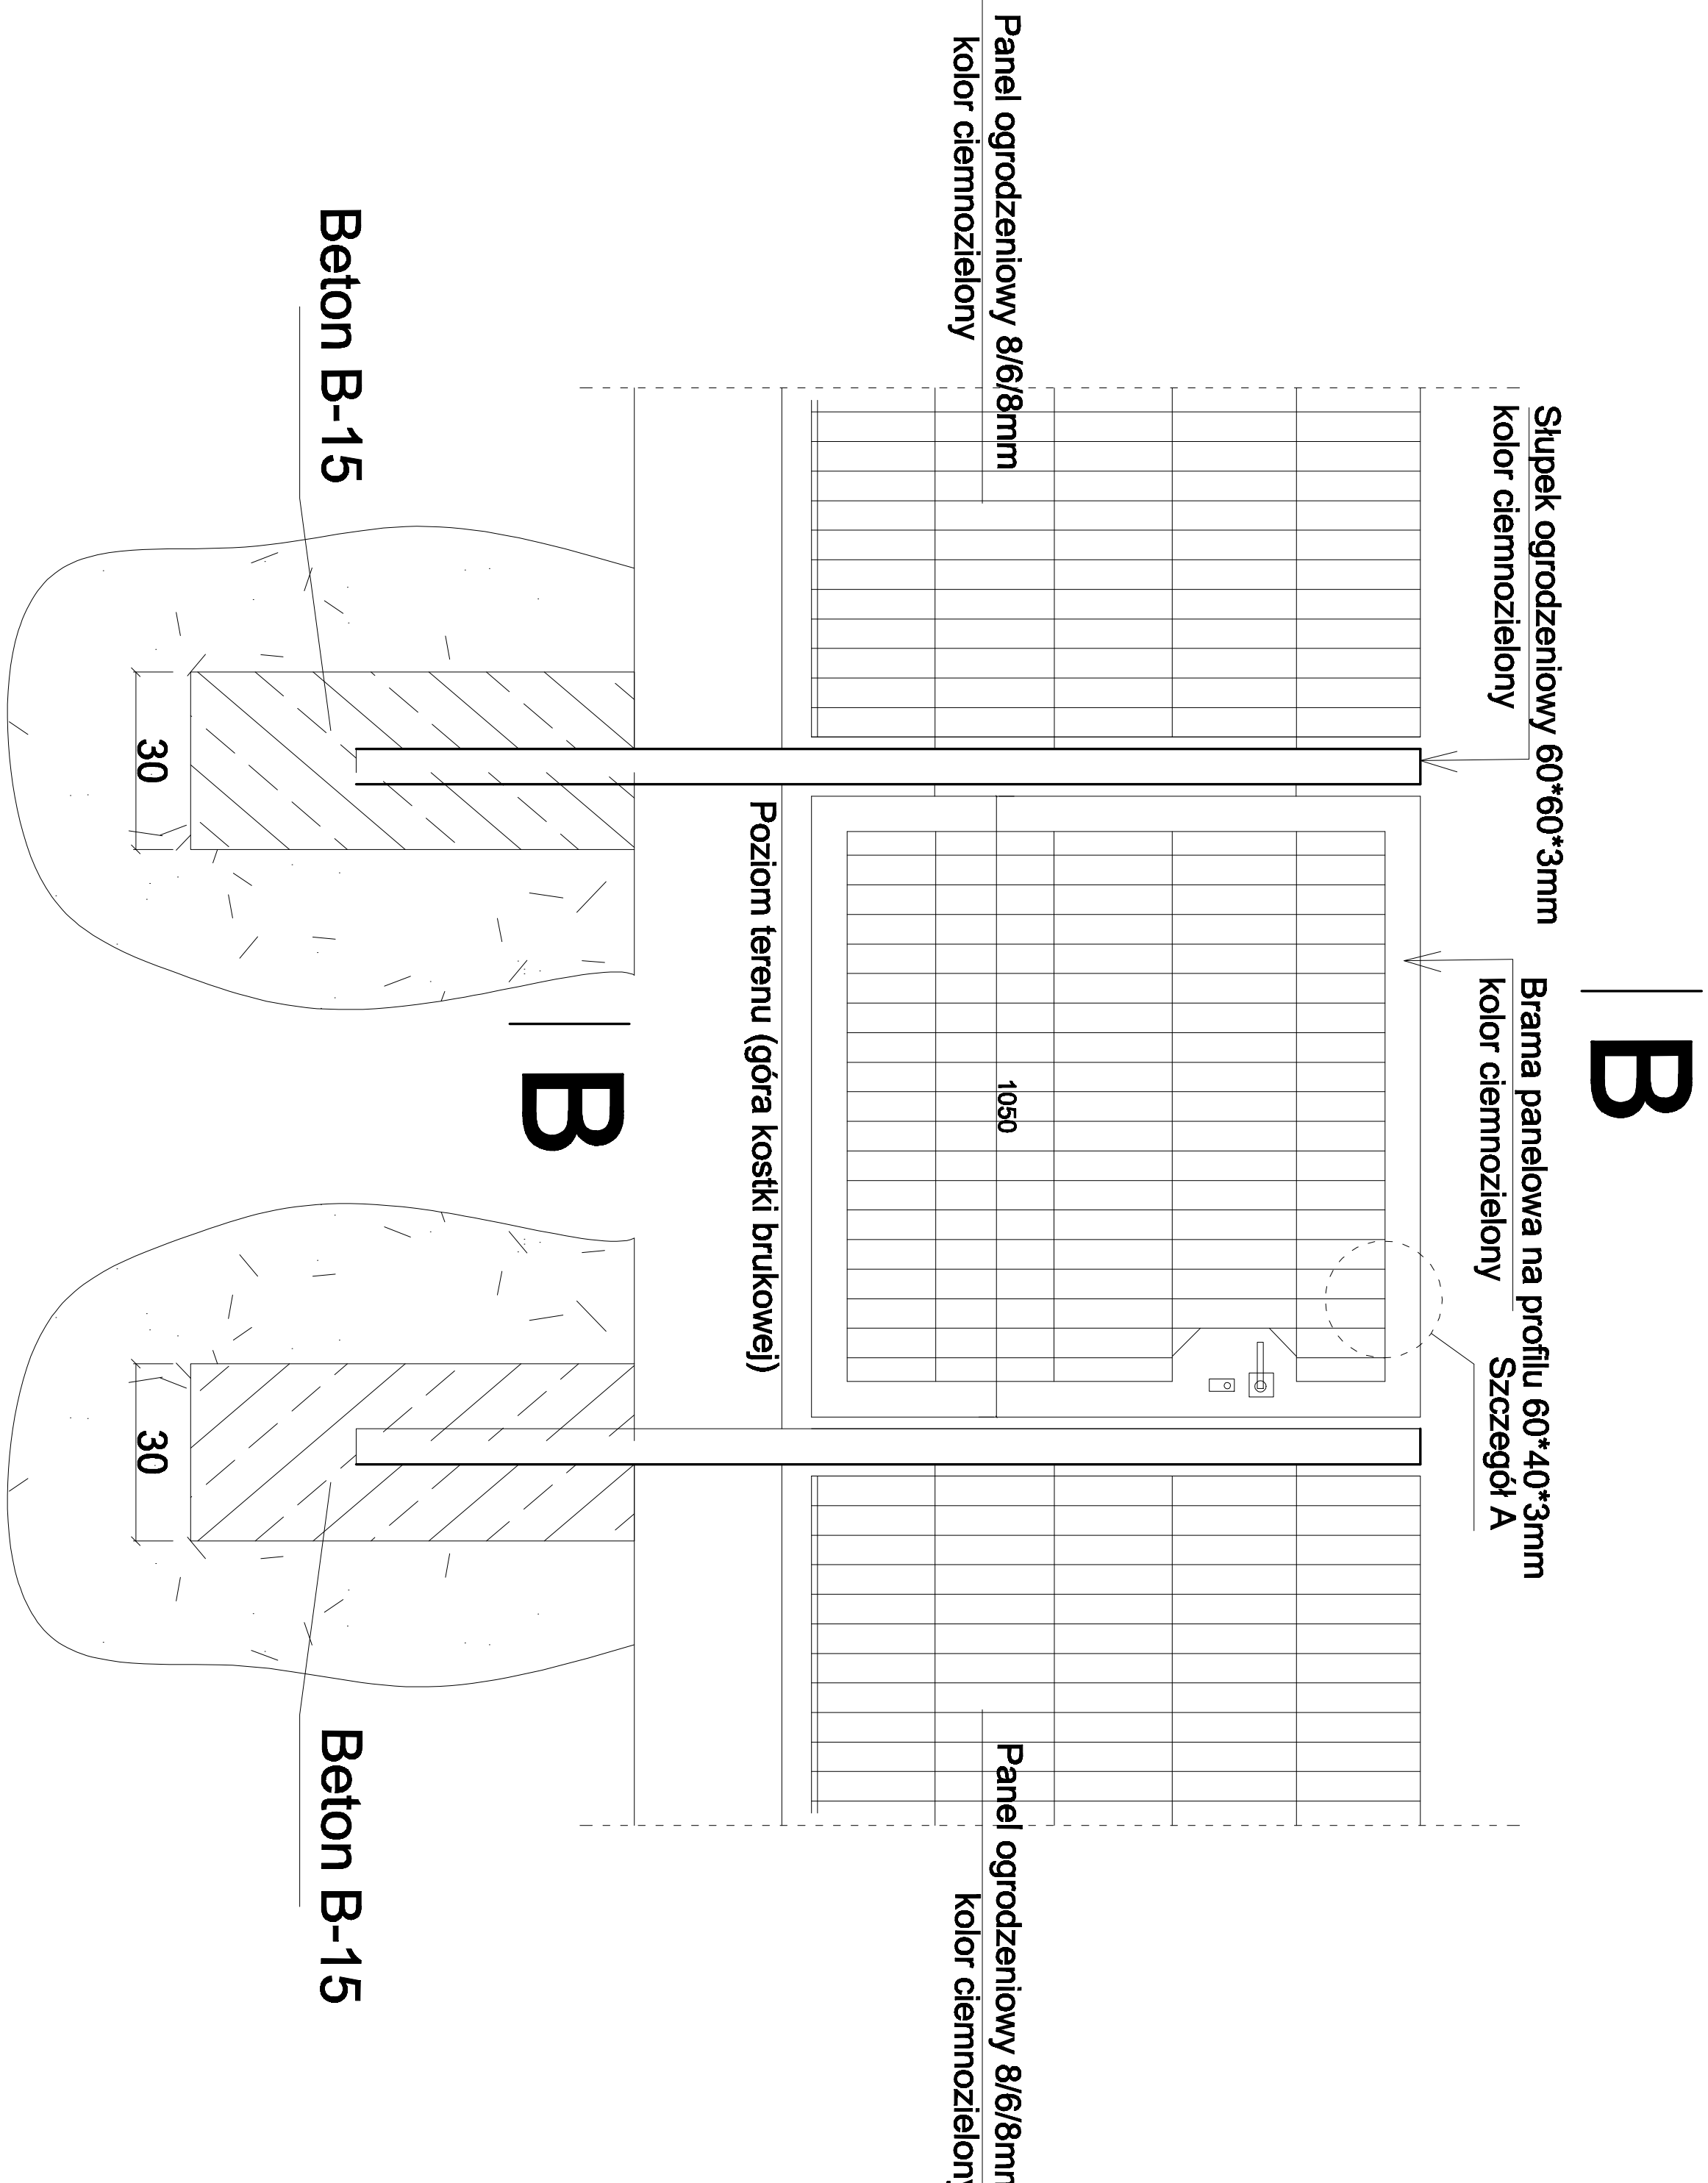 B
Słupek ogrodzeniowy 60*60*3mm
kolor ciemnozielony
Brama panelowa na profilu 60*40*3mm
kolor ciemnozielony
Szczegół A
Panel ogrodzeniowy 8/6/8mm
kolor ciemnozielony
1050
Panel ogrodzeniowy 8/6/8mm
kolor ciemnozielony
Poziom terenu (góra kostki brukowej)
B
Beton B-15
Beton B-15
30
30